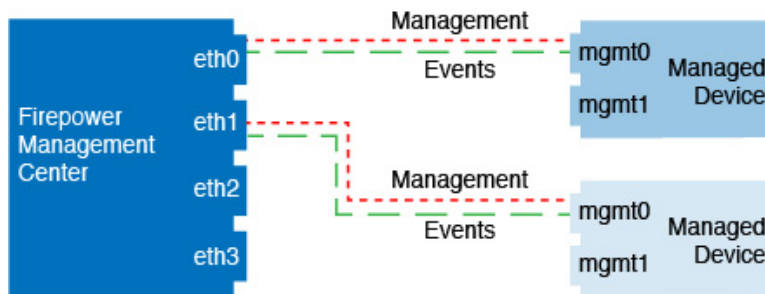 Firepower
Management
Center
eth0
eth1
eth2
eth3
Management
Events
Management
Events
mgmt0
mgmt1
Managed
Device
mgmt0
mgmt1
Managed
Device